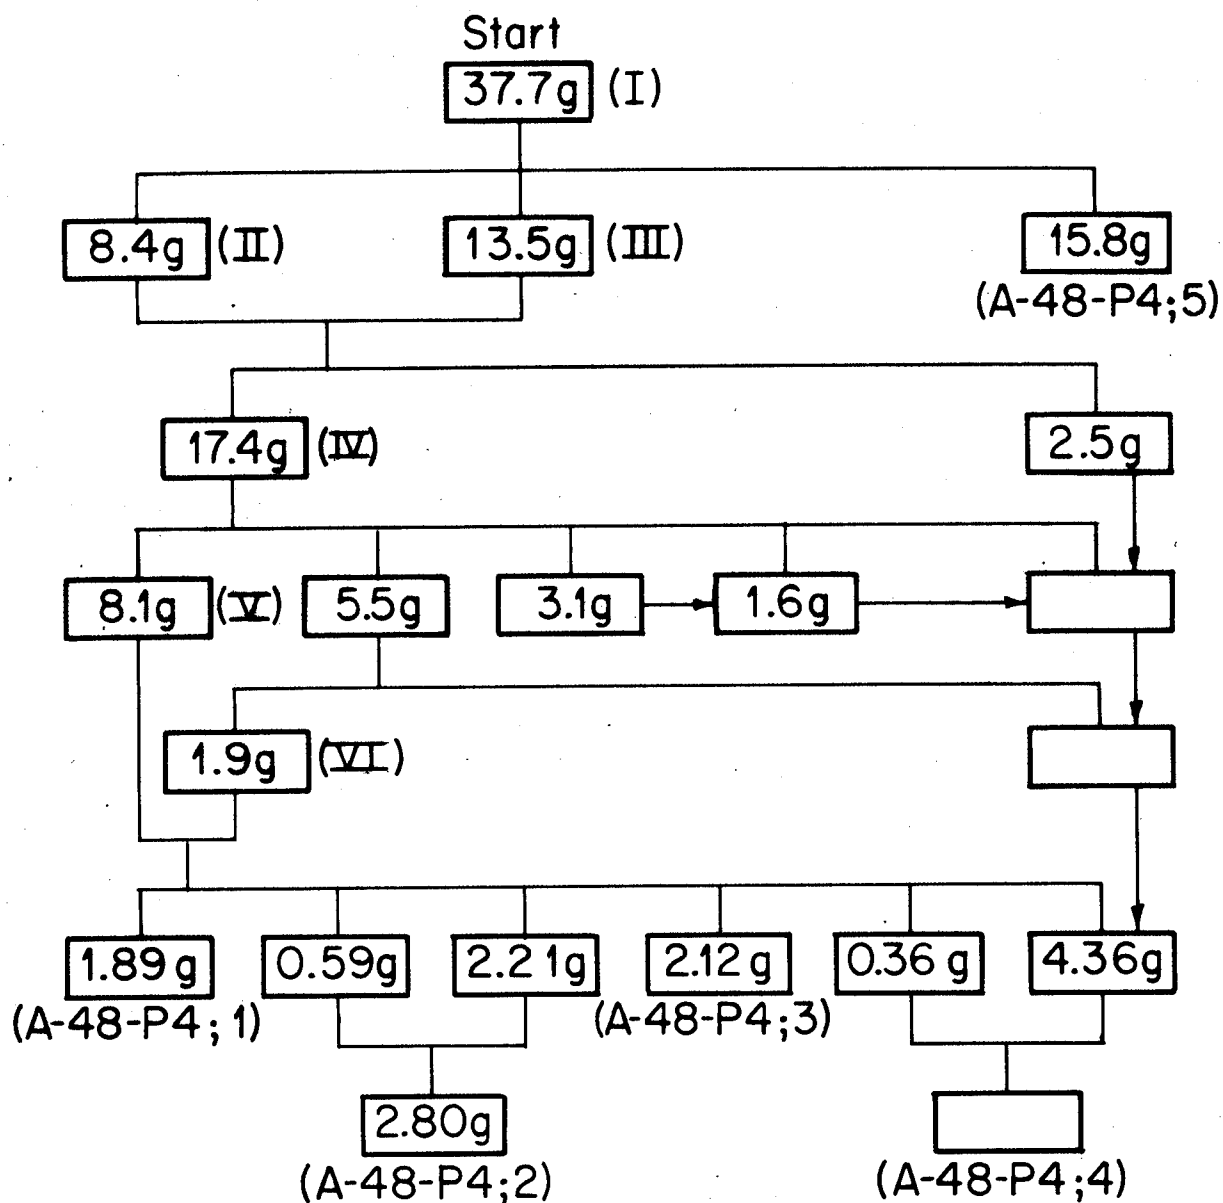 Start
37.7g (I)
8.4g (II) 13.5g (III) 15.8g
(A-48-P4;5)
17.4g (IV) 2.5g
8.1g (V) 5.5g 3.1g 1.6g
1.9g (VI)
1.89g 0.59g 2.21g 2.12g 0.36g 4.36g
(A-48-P4;1) (A-48-P4;3)
2.80g
(A-48-P4;2) (A-48-P4;4)